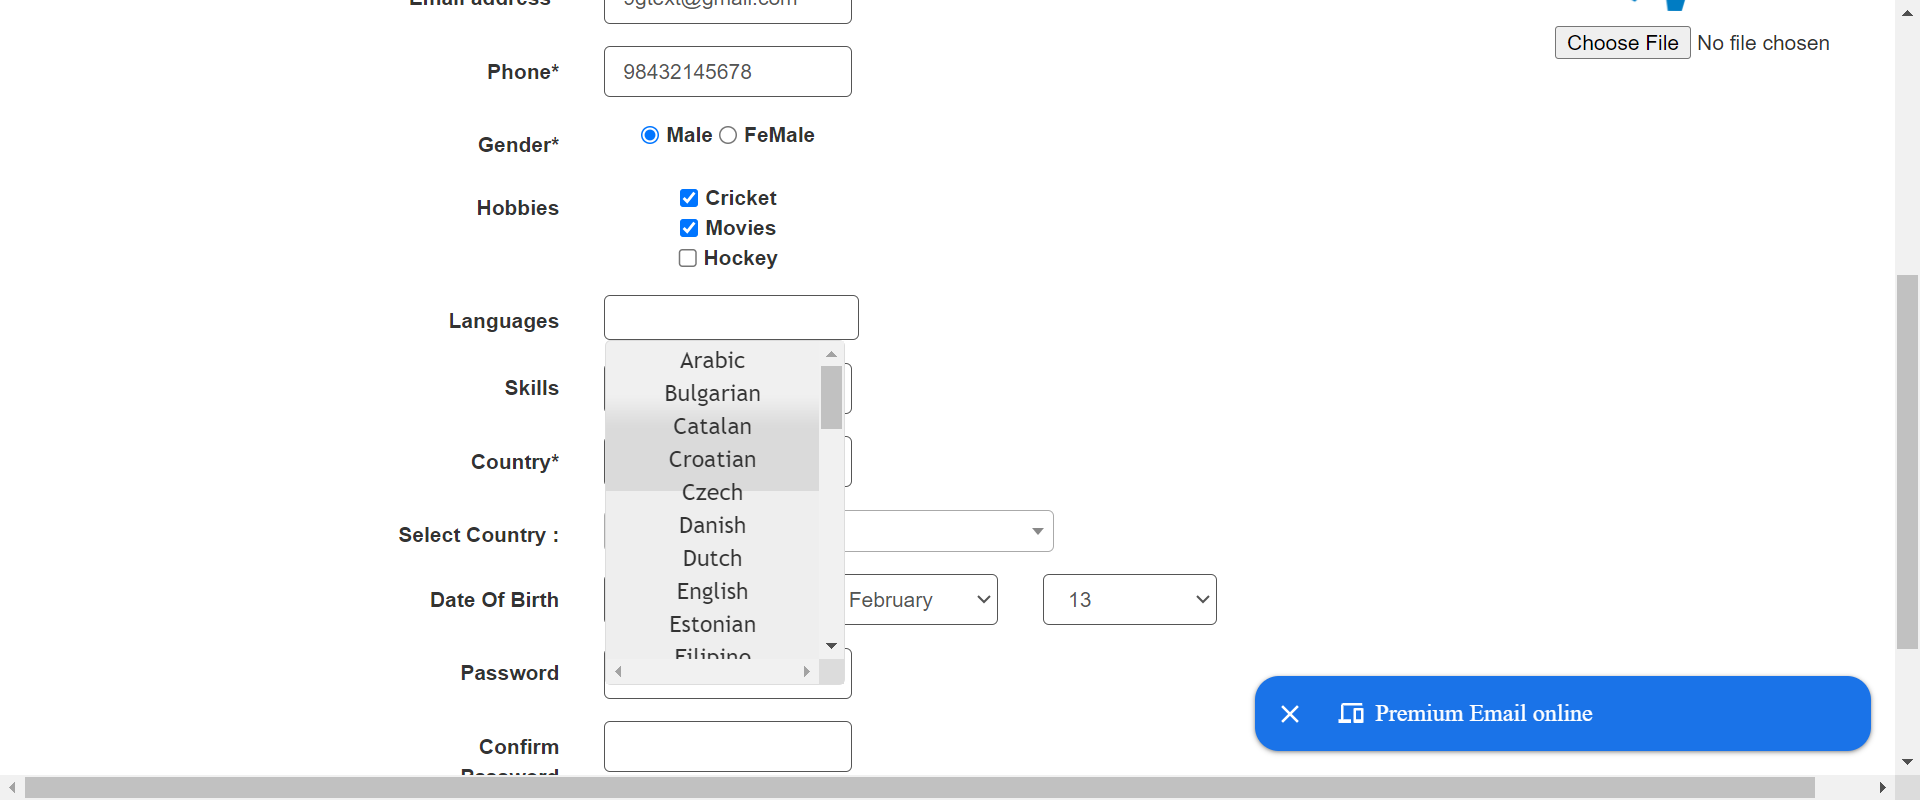 Email address*
@gmail.com
Choose File No file chosen
Phone*
98432145678
Gender*
Male FeMale
Hobbies
Cricket
Movies
Hockey
Languages
Arabic
Bulgarian
Catalan
Croatian
Czech
Danish
Dutch
English
Estonian
Filipino
Skills
Country*
Select Country :
Date Of Birth
February
13
Password
Confirm
Password
Premium Email online